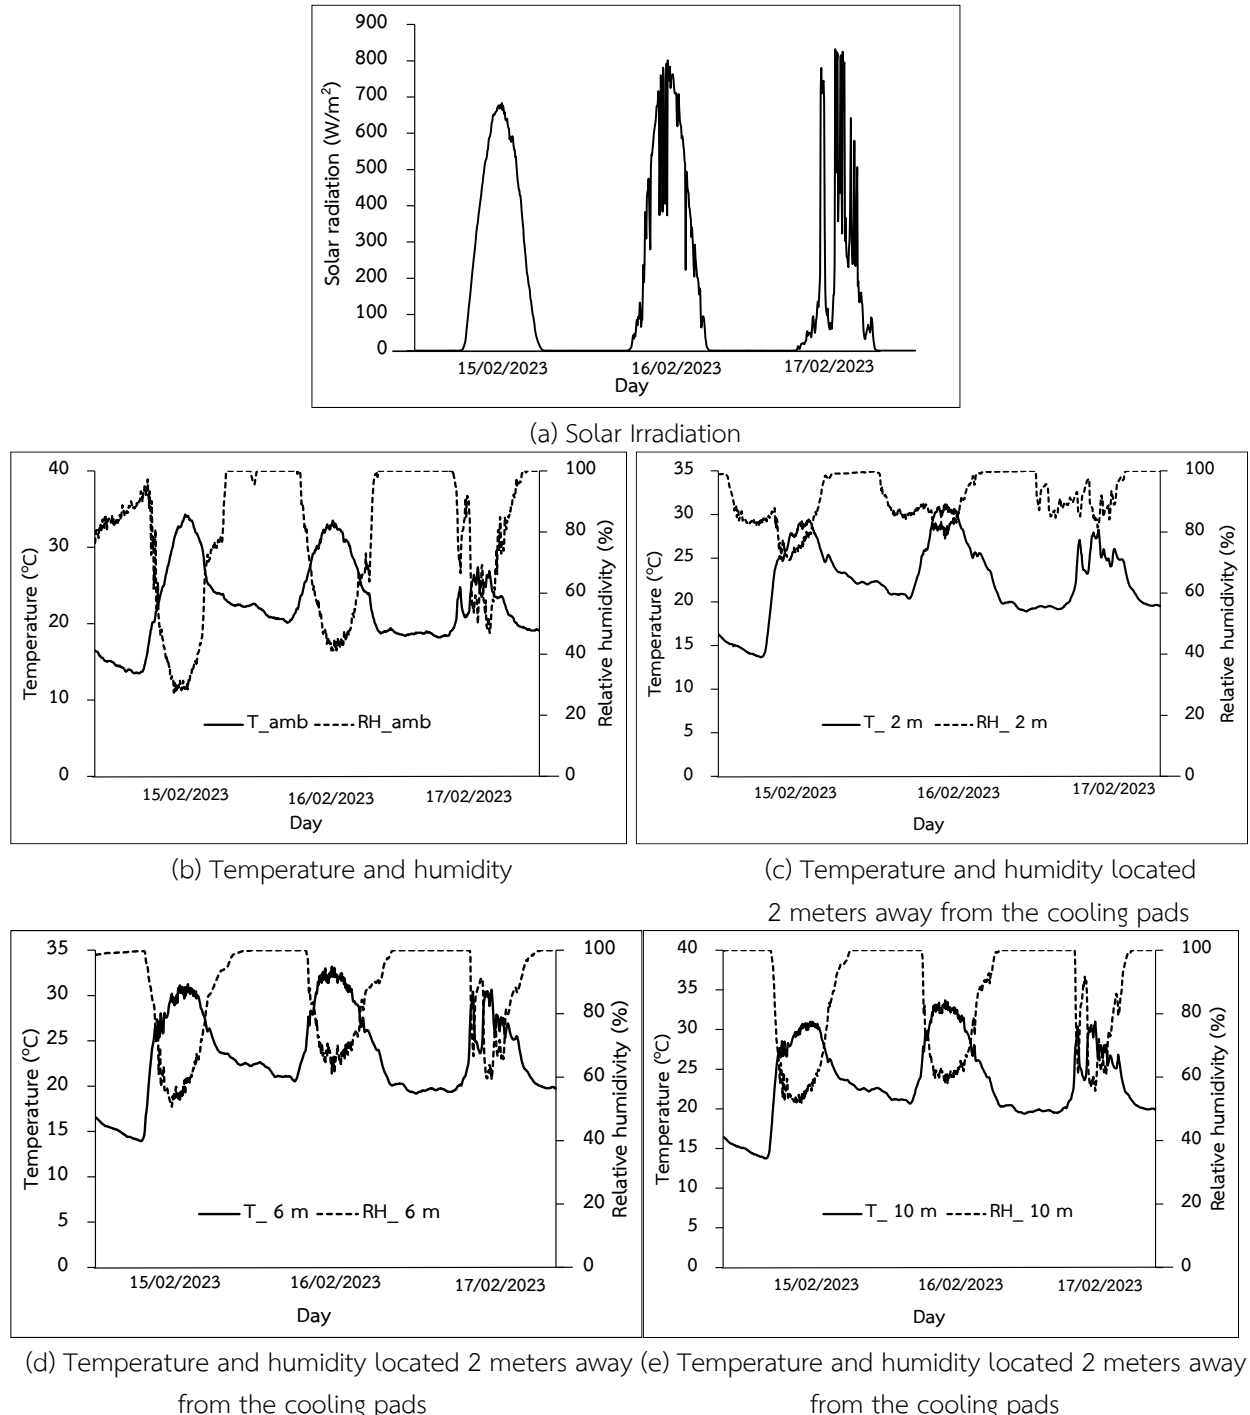 900
800
700
600
500
400
300
200
100
0
Solar radiation (W/m²)
15/02/2023 16/02/2023 17/02/2023
Day
(a) Solar Irradiation
40
30
20
10
0
Temperature (°C)
100
80
60
40
20
0
Relative humidivity (%)
T_amb RH_amb
15/02/2023 16/02/2023 17/02/2023
Day
(b) Temperature and humidity
35
30
25
20
15
10
5
0
Temperature (°C)
100
80
60
40
20
0
Relative humidivity (%)
T_ 2 m RH_ 2 m
15/02/2023 16/02/2023 17/02/2023
Day
(c) Temperature and humidity located
2 meters away from the cooling pads
35
30
25
20
15
10
5
0
Temperature (°C)
100
80
60
40
20
0
Relative humidivity (%)
T_ 6 m RH_ 6 m
15/02/2023 16/02/2023 17/02/2023
Day
(d) Temperature and humidity located 2 meters away
from the cooling pads
40
35
30
25
20
15
10
5
0
Temperature (°C)
100
80
60
40
20
0
Relative humidivity (%)
T_ 10 m RH_ 10 m
15/02/2023 16/02/2023 17/02/2023
Day
(e) Temperature and humidity located 2 meters away
from the cooling pads